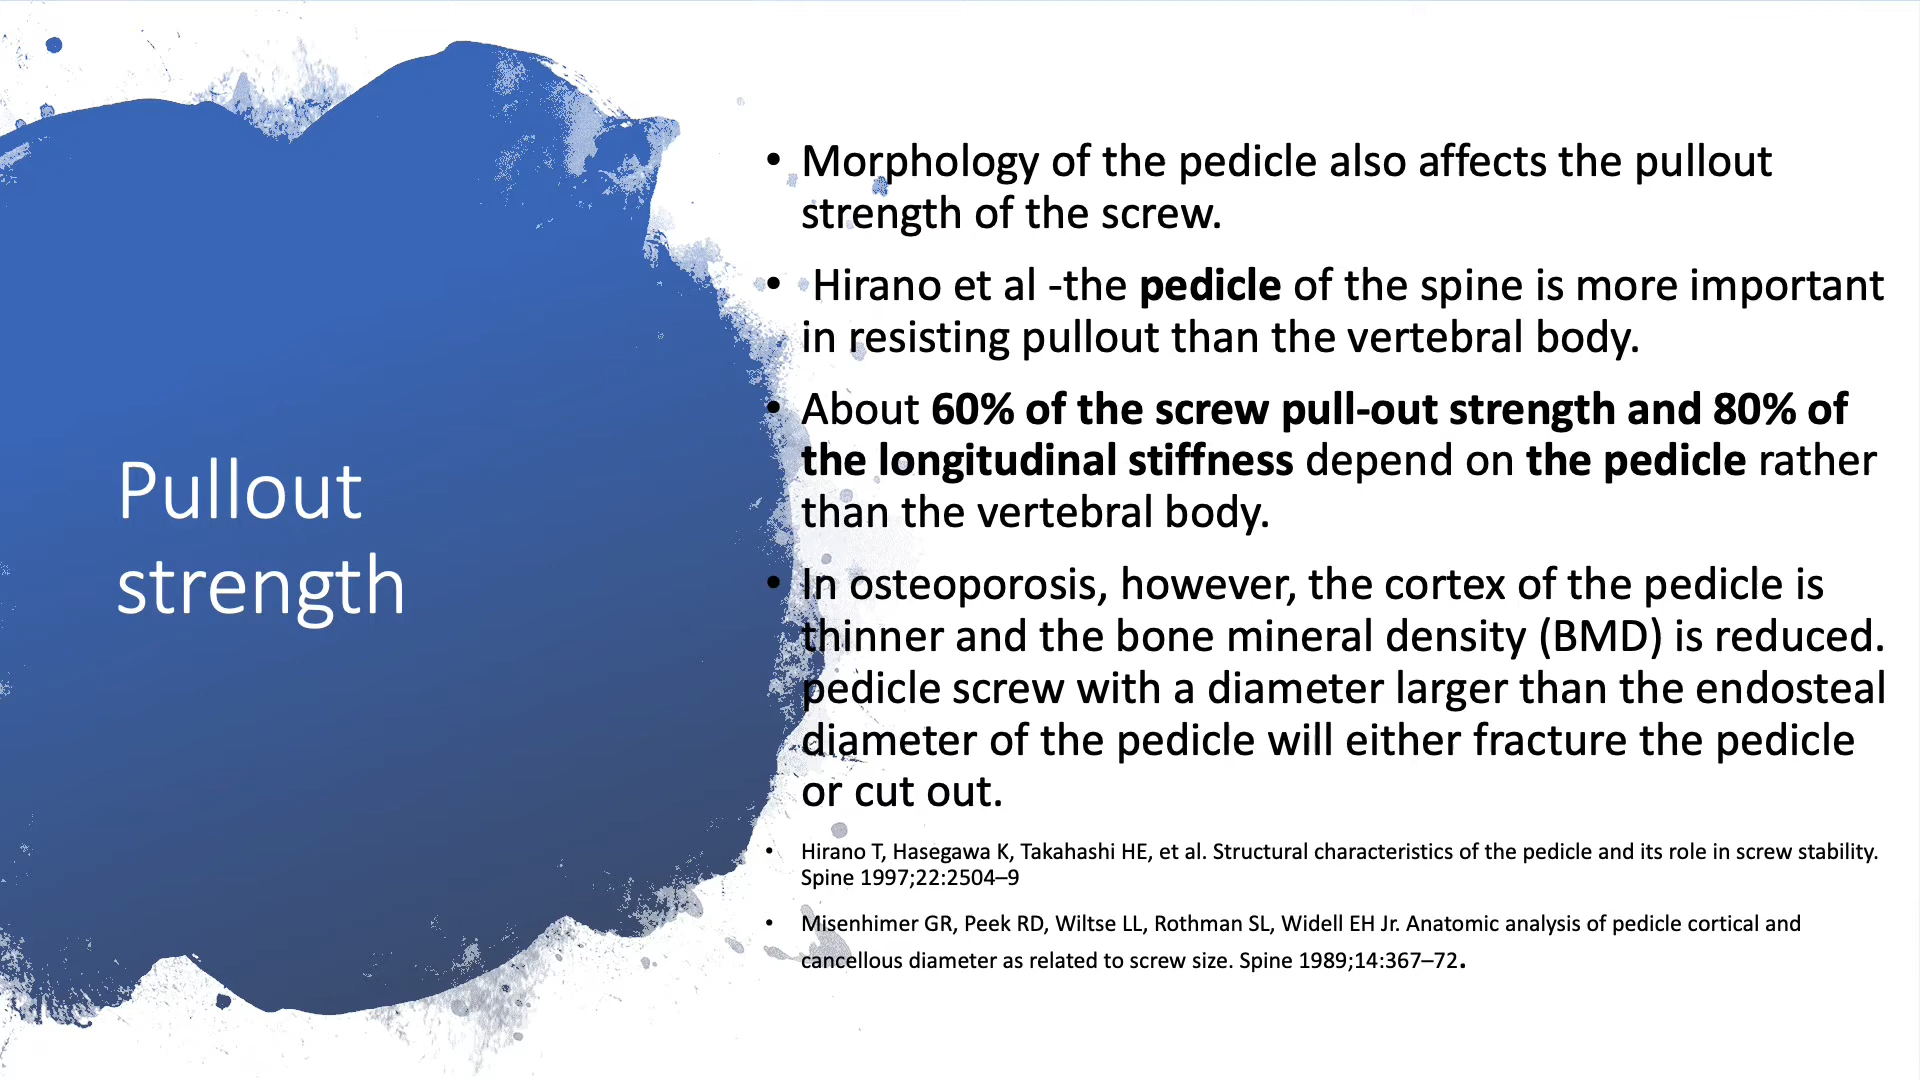 Pullout
strength
• Morphology of the pedicle also affects the pullout
strength of the screw.
• Hirano et al -the pedicle of the spine is more important
in resisting pullout than the vertebral body.
• About 60% of the screw pull-out strength and 80% of
the longitudinal stiffness depend on the pedicle rather
than the vertebral body.
• In osteoporosis, however, the cortex of the pedicle is
thinner and the bone mineral density (BMD) is reduced.
pedicle screw with a diameter larger than the endosteal
diameter of the pedicle will either fracture the pedicle
or cut out.
• Hirano T, Hasegawa K, Takahashi HE, et al. Structural characteristics of the pedicle and its role in screw stability.
Spine 1997;22:2504–9
• Misenhimer GR, Peek RD, Wiltse LL, Rothman SL, Widell EH Jr. Anatomic analysis of pedicle cortical and
cancellous diameter as related to screw size. Spine 1989;14:367–72.